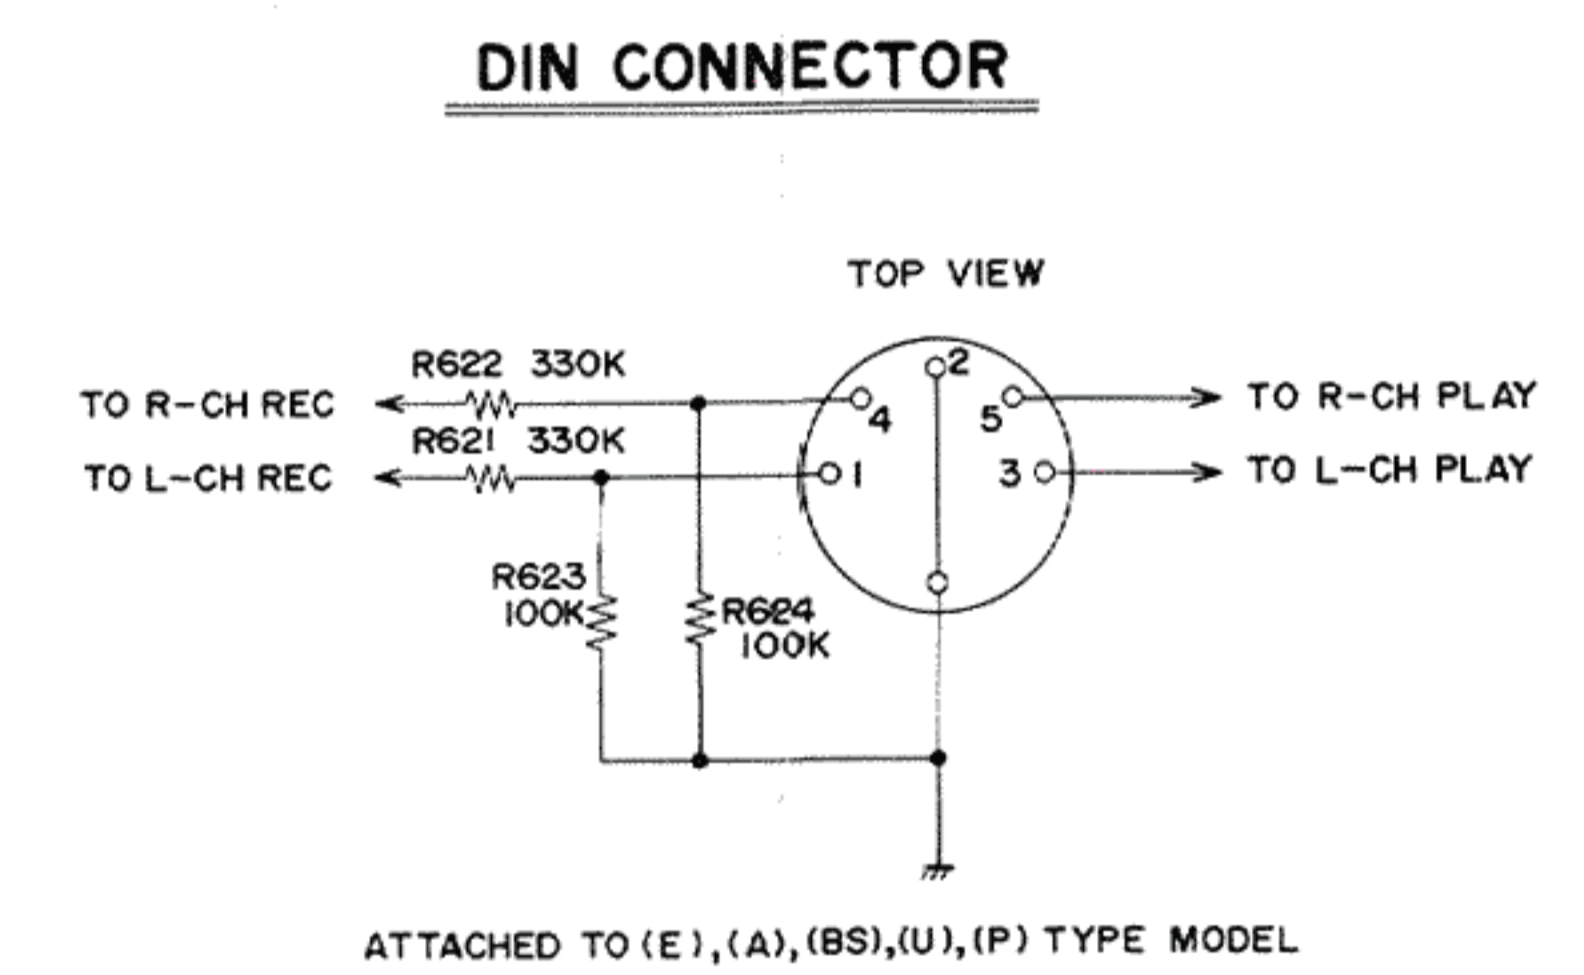 DIN CONNECTOR
TOP VIEW
R622 330K
TO R-CH REC
2
4
5
TO R-CH PLAY
R621 330K
TO L-CH REC
1
3
TO L-CH PLAY
R623
100K
R624
100K
ATTACHED TO (E),(A),(BS),(U),(P) TYPE MODEL